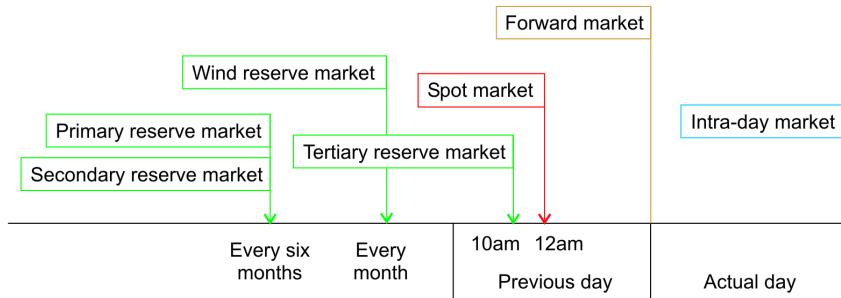 Forward market
Wind reserve market
Spot market
Primary reserve market
Intra-day market
Tertiary reserve market
Secondary reserve market
Every six
months
Every
month
10am
12am
Previous day
Actual day